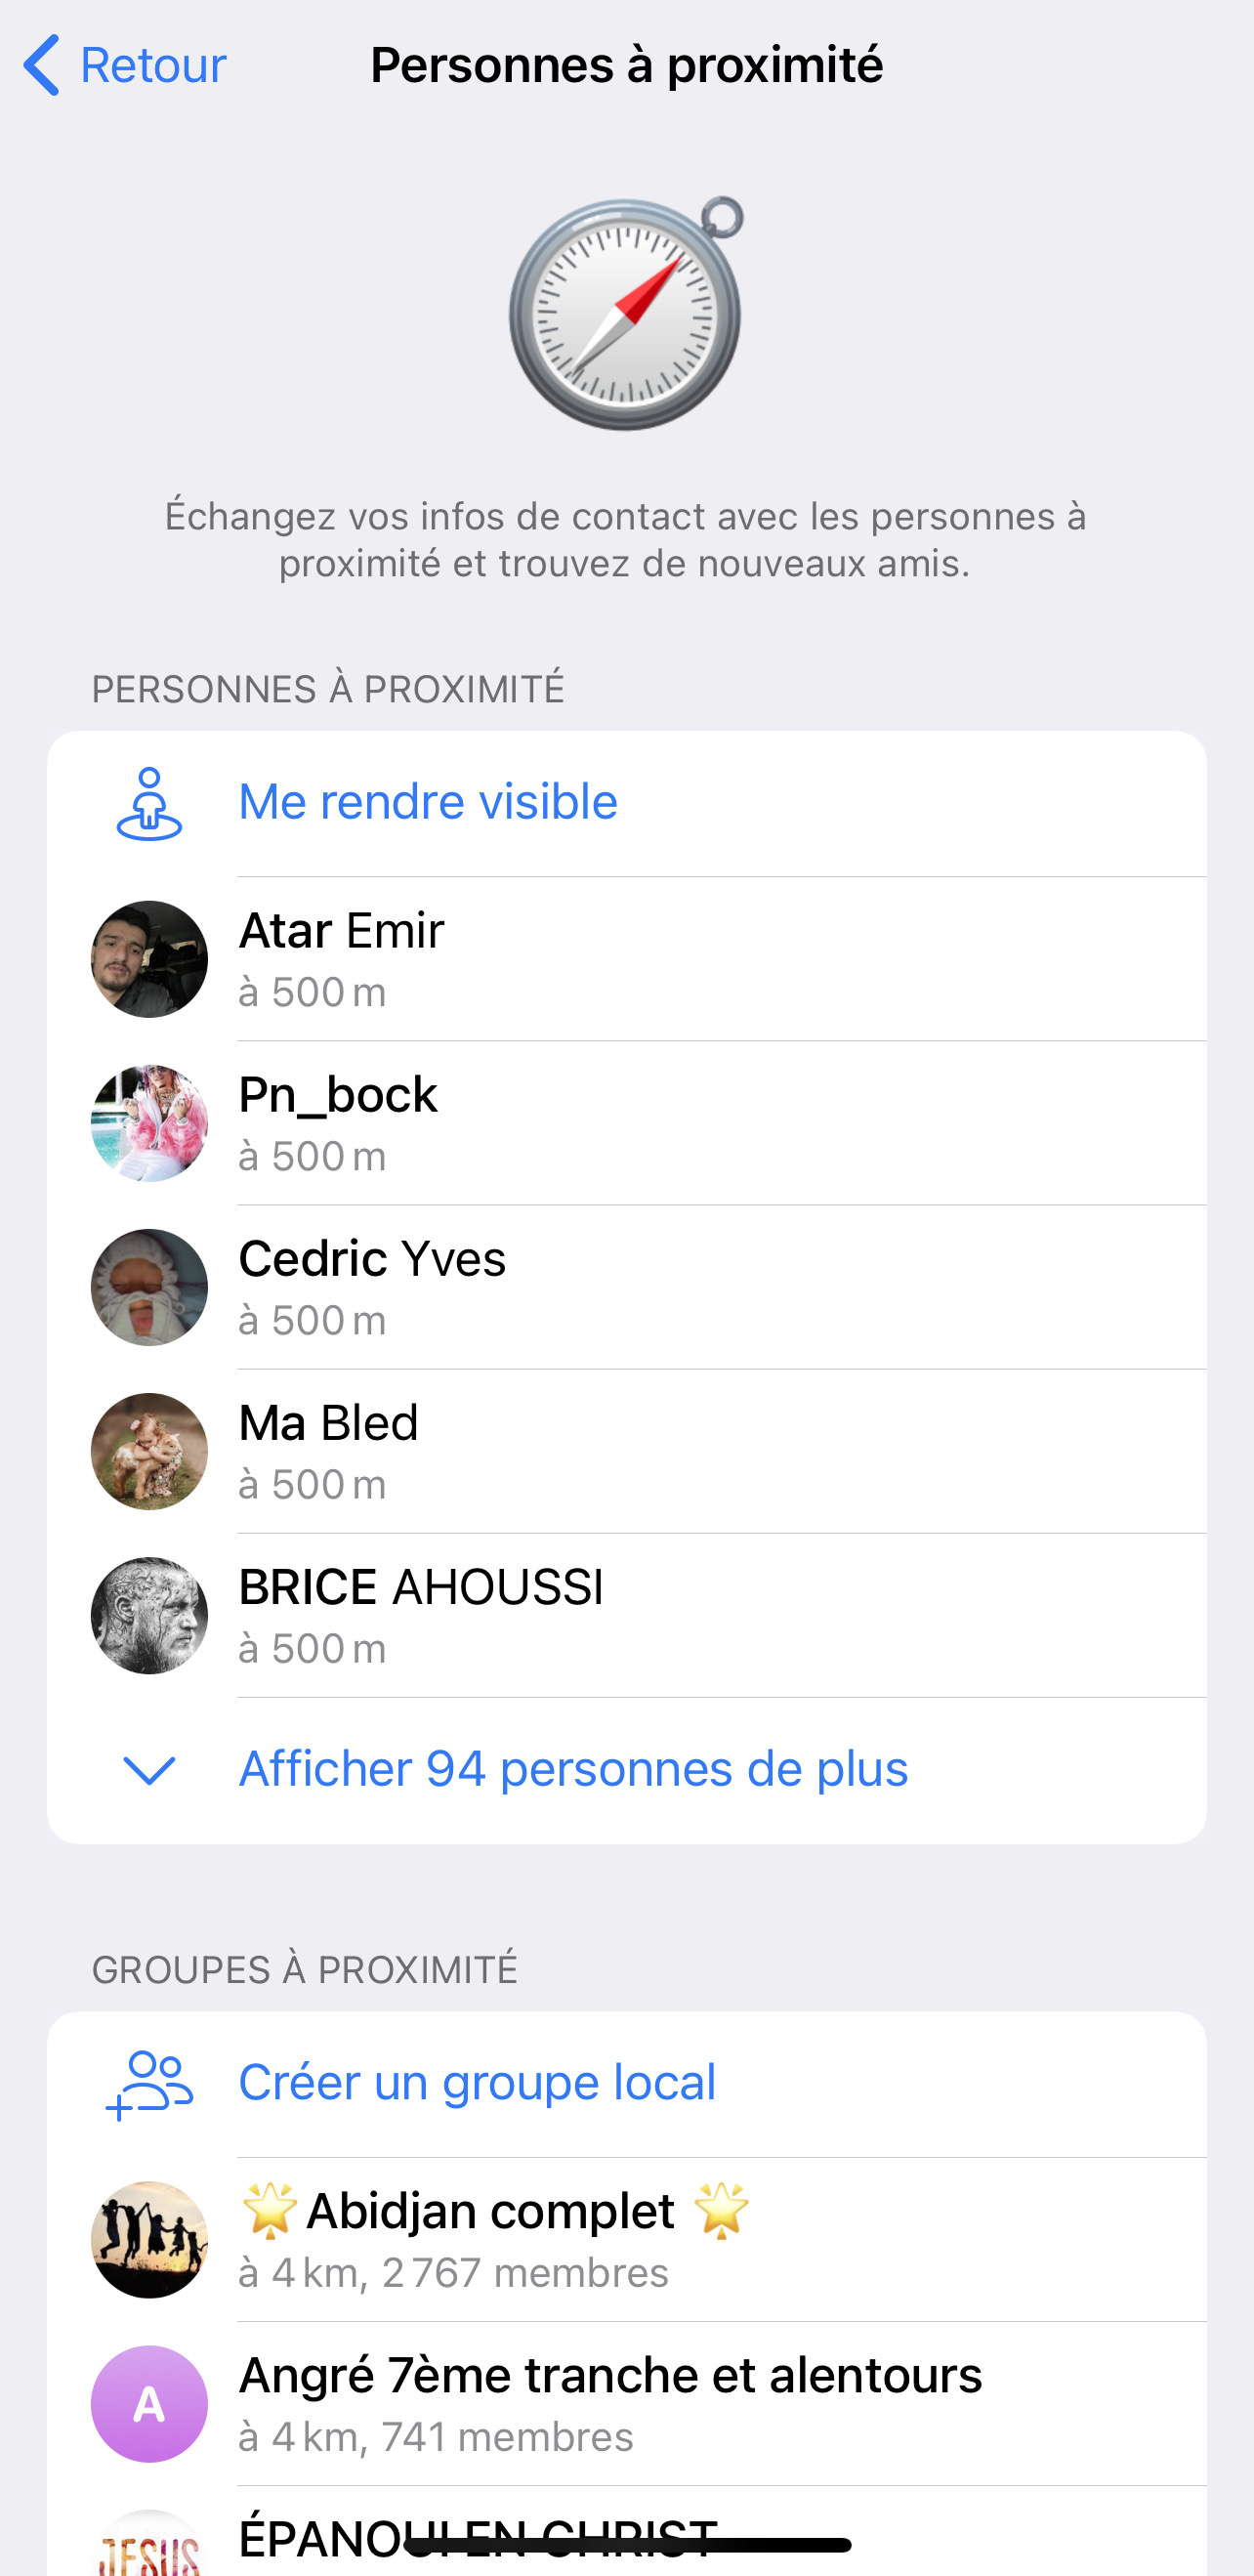 Retour
Personnes à proximité
Échangez vos infos de contact avec les personnes à
proximité et trouvez de nouveaux amis.
PERSONNES À PROXIMITÉ
Me rendre visible
Atar Emir
à 500 m
Pn_bock
à 500 m
Cedric Yves
à 500 m
Ma Bled
à 500 m
BRICE AHOUSSI
à 500 m
Afficher 94 personnes de plus
GROUPES À PROXIMITÉ
Créer un groupe local
🌟Abidjan complet 🌟
à 4 km, 2 767 membres
A
Angré 7ème tranche et alentours
à 4 km, 741 membres
JESUS
ÉPANOUI EN CHRIST